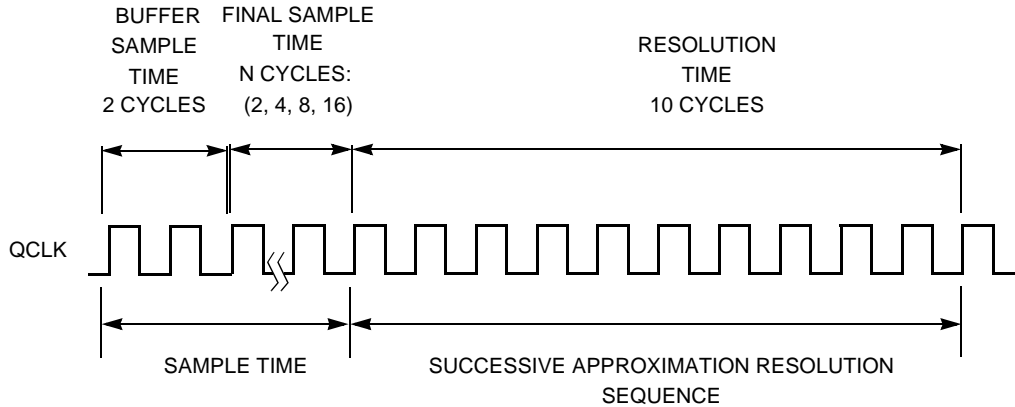 BUFFER
SAMPLE
TIME
2 CYCLES
FINAL SAMPLE
TIME
N CYCLES:
(2, 4, 8, 16)
RESOLUTION
TIME
10 CYCLES
QCLK
SAMPLE TIME
SUCCESSIVE APPROXIMATION RESOLUTION
SEQUENCE